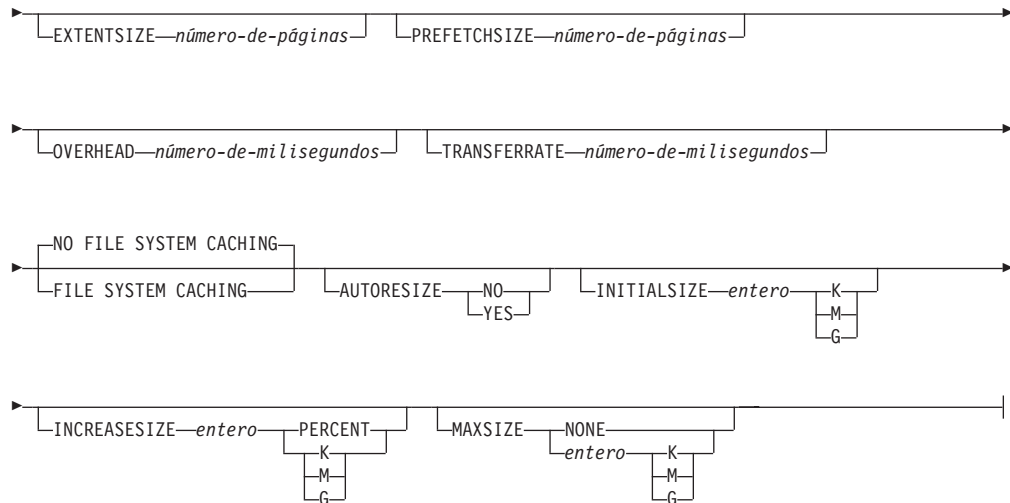 EXTENTSIZE número-de-páginas PREFETCHSIZE número-de-páginas
OVERHEAD número-de-milisegundos TRANSFERRATE número-de-milisegundos
NO FILE SYSTEM CACHING
FILE SYSTEM CACHING AUTORESIZE NO INITIALSIZE entero K
YES M
G
INCREASESIZE entero PERCENT MAXSIZE NONE
K entero K
M M
G G